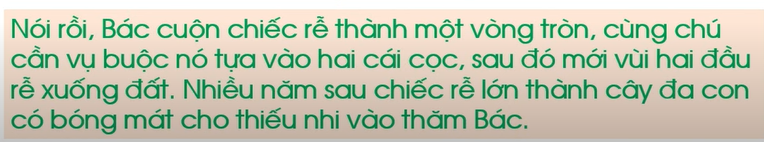 Nói rồi, Bác cuộn chiếc rễ thành một vòng tròn, cùng chú
cần vụ buộc nó tựa vào hai cái cọc, sau đó mới vùi hai đầu
rễ xuống đất. Nhiều năm sau chiếc rễ lớn thành cây đa con
có bóng mát cho thiếu nhi vào thăm Bác.